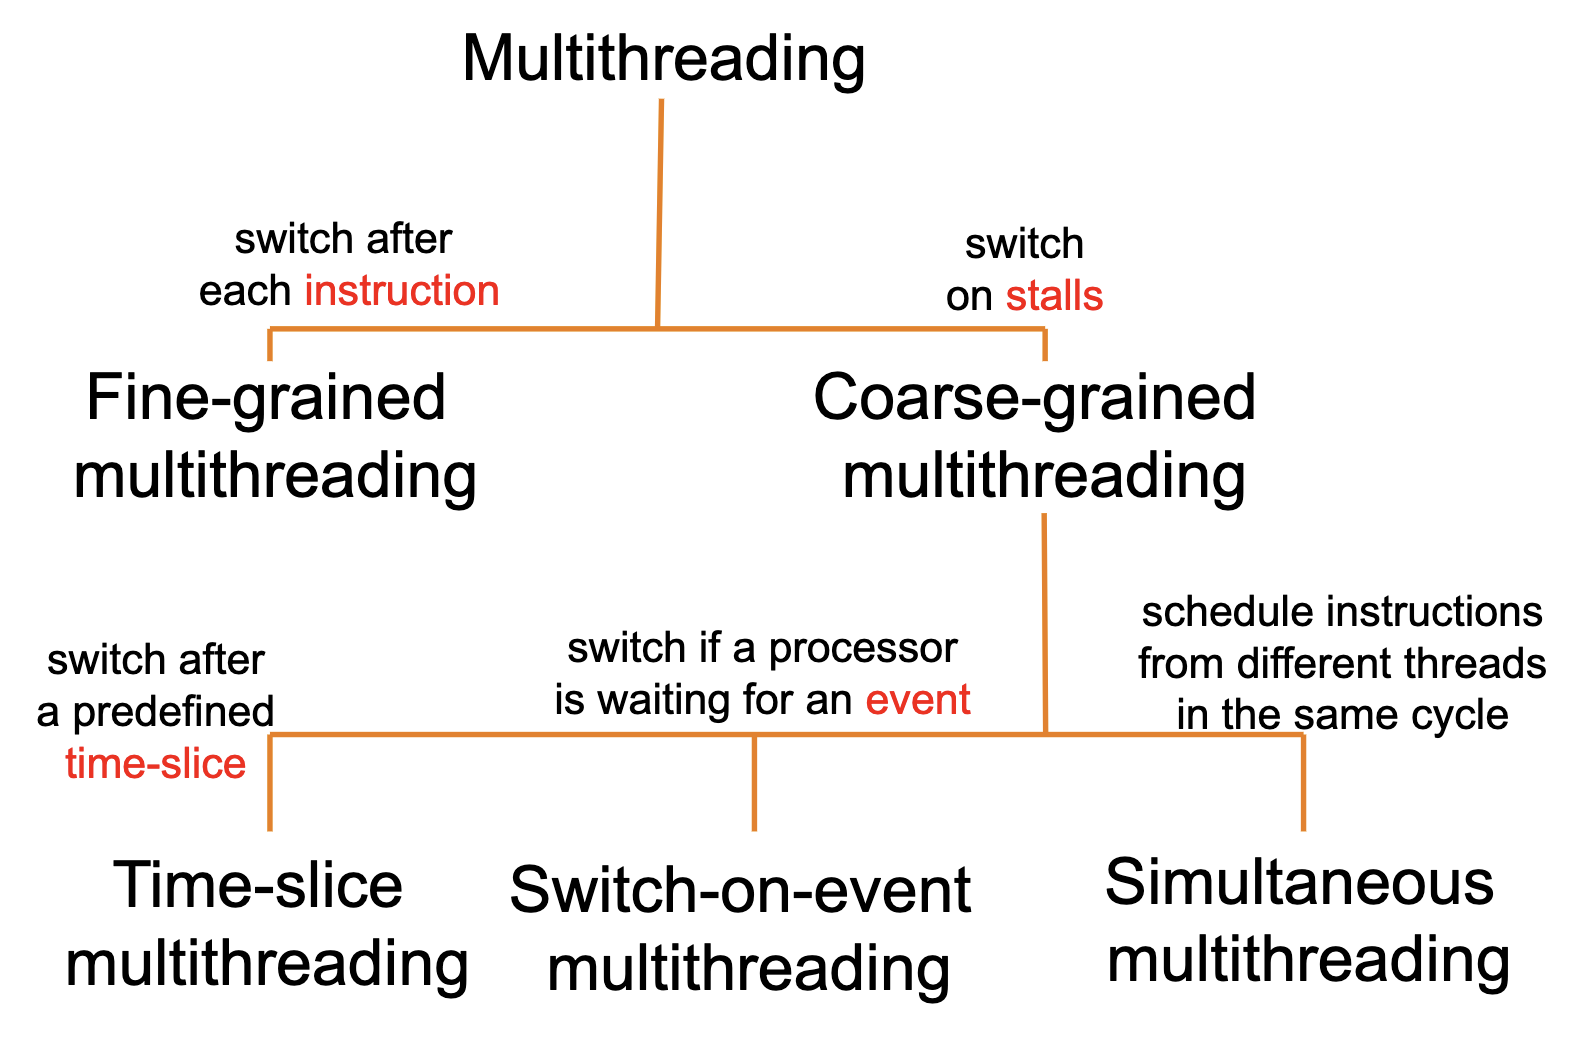 Multithreading
switch after
each instruction
switch
on stalls
Fine-grained
multithreading
Coarse-grained
multithreading
switch after
a predefined
time-slice
switch if a processor
is waiting for an event
schedule instructions
from different threads
in the same cycle
Time-slice
multithreading
Switch-on-event
multithreading
Simultaneous
multithreading